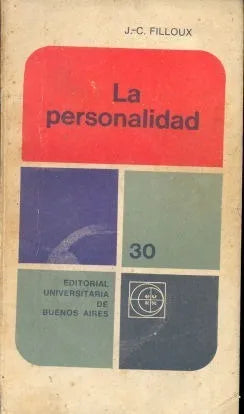 J.-C. FILLOUX
La
personalidad
30
EDITORIAL
UNIVERSITARIA
DE
BUENOS AIRES